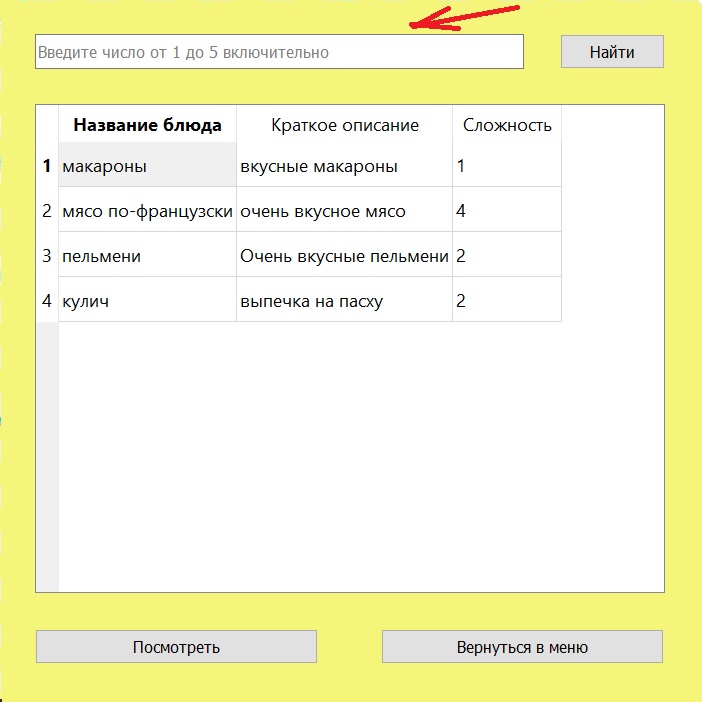 Введите число от 1 до 5 включительно
Найти
Название блюда Краткое описание Сложность
1 макароны вкусные макароны 1
2 мясо по-французски очень вкусное мясо 4
3 пельмени Очень вкусные пельмени 2
4 кулич выпечка на пасху 2
Посмотреть
Вернуться в меню